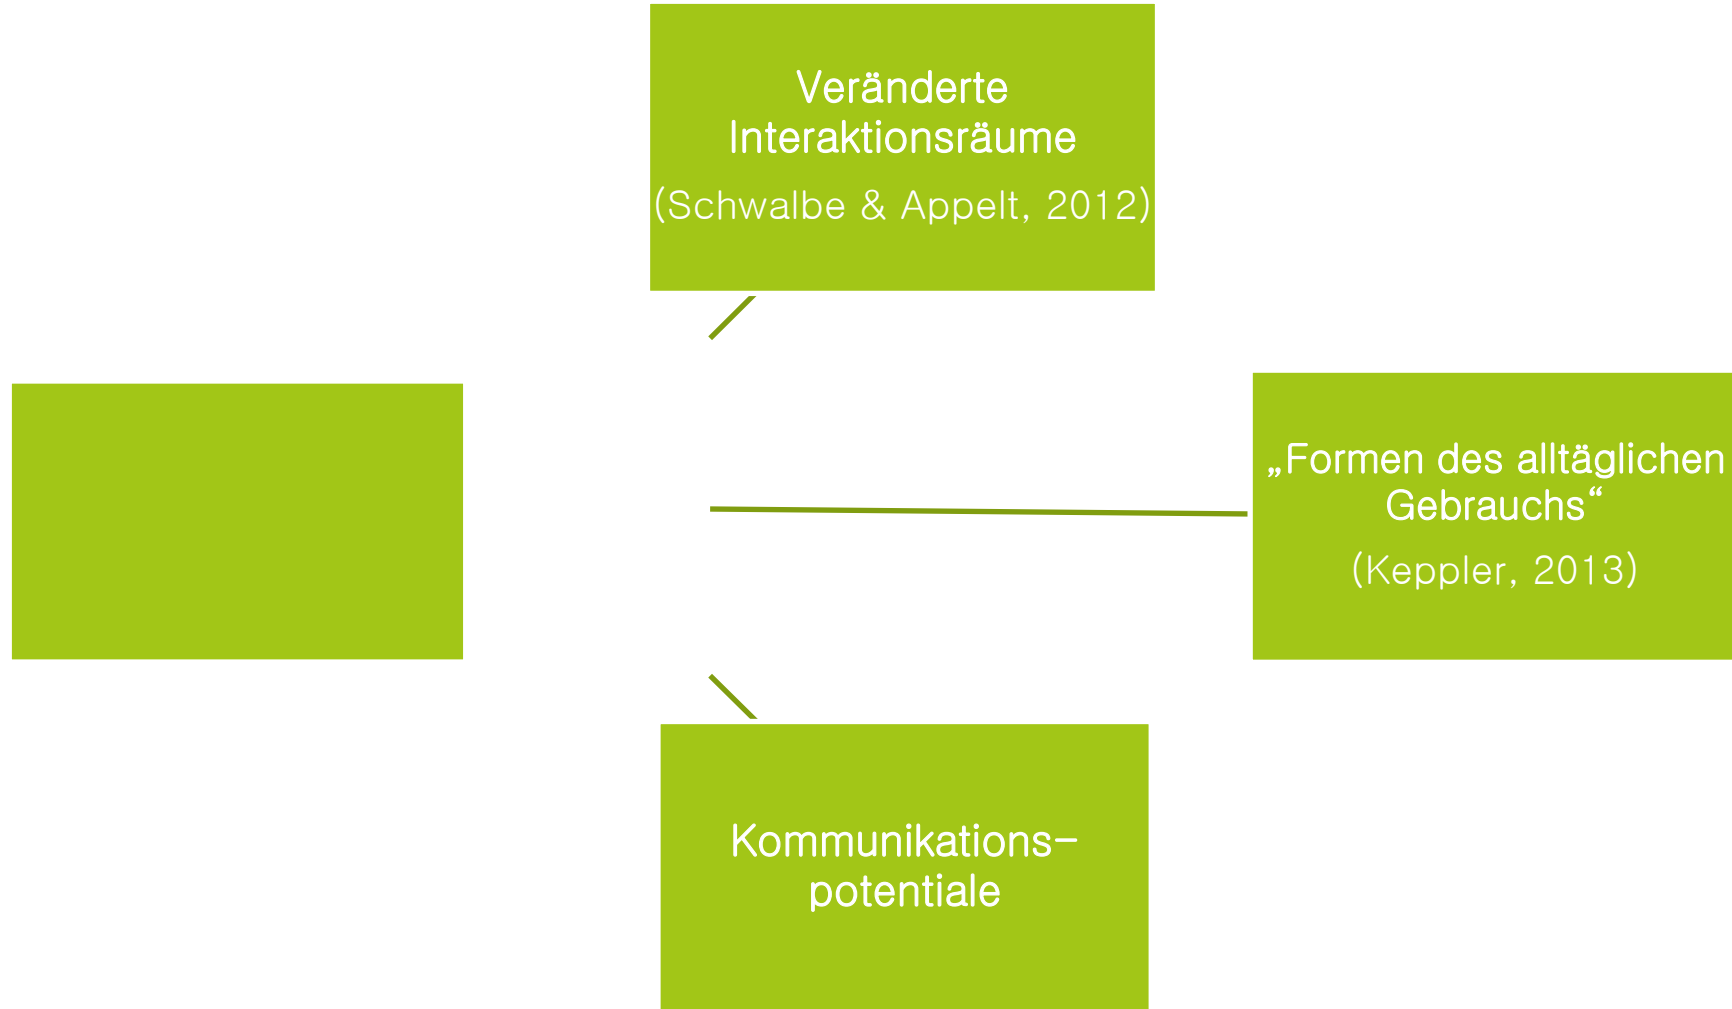 Veränderte
Interaktionsräume
(Schwalbe & Appelt, 2012)
„Formen des alltäglichen
Gebrauchs“
(Keppler, 2013)
Kommunikations-
potentiale